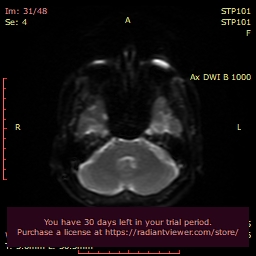 Im: 31/48
STP101
Se: 4
A
STP101
F
Ax DWI B 1000
R
L
You have 30 days left in your trial period.
Purchase a license at https://radiantviewer.com/store/